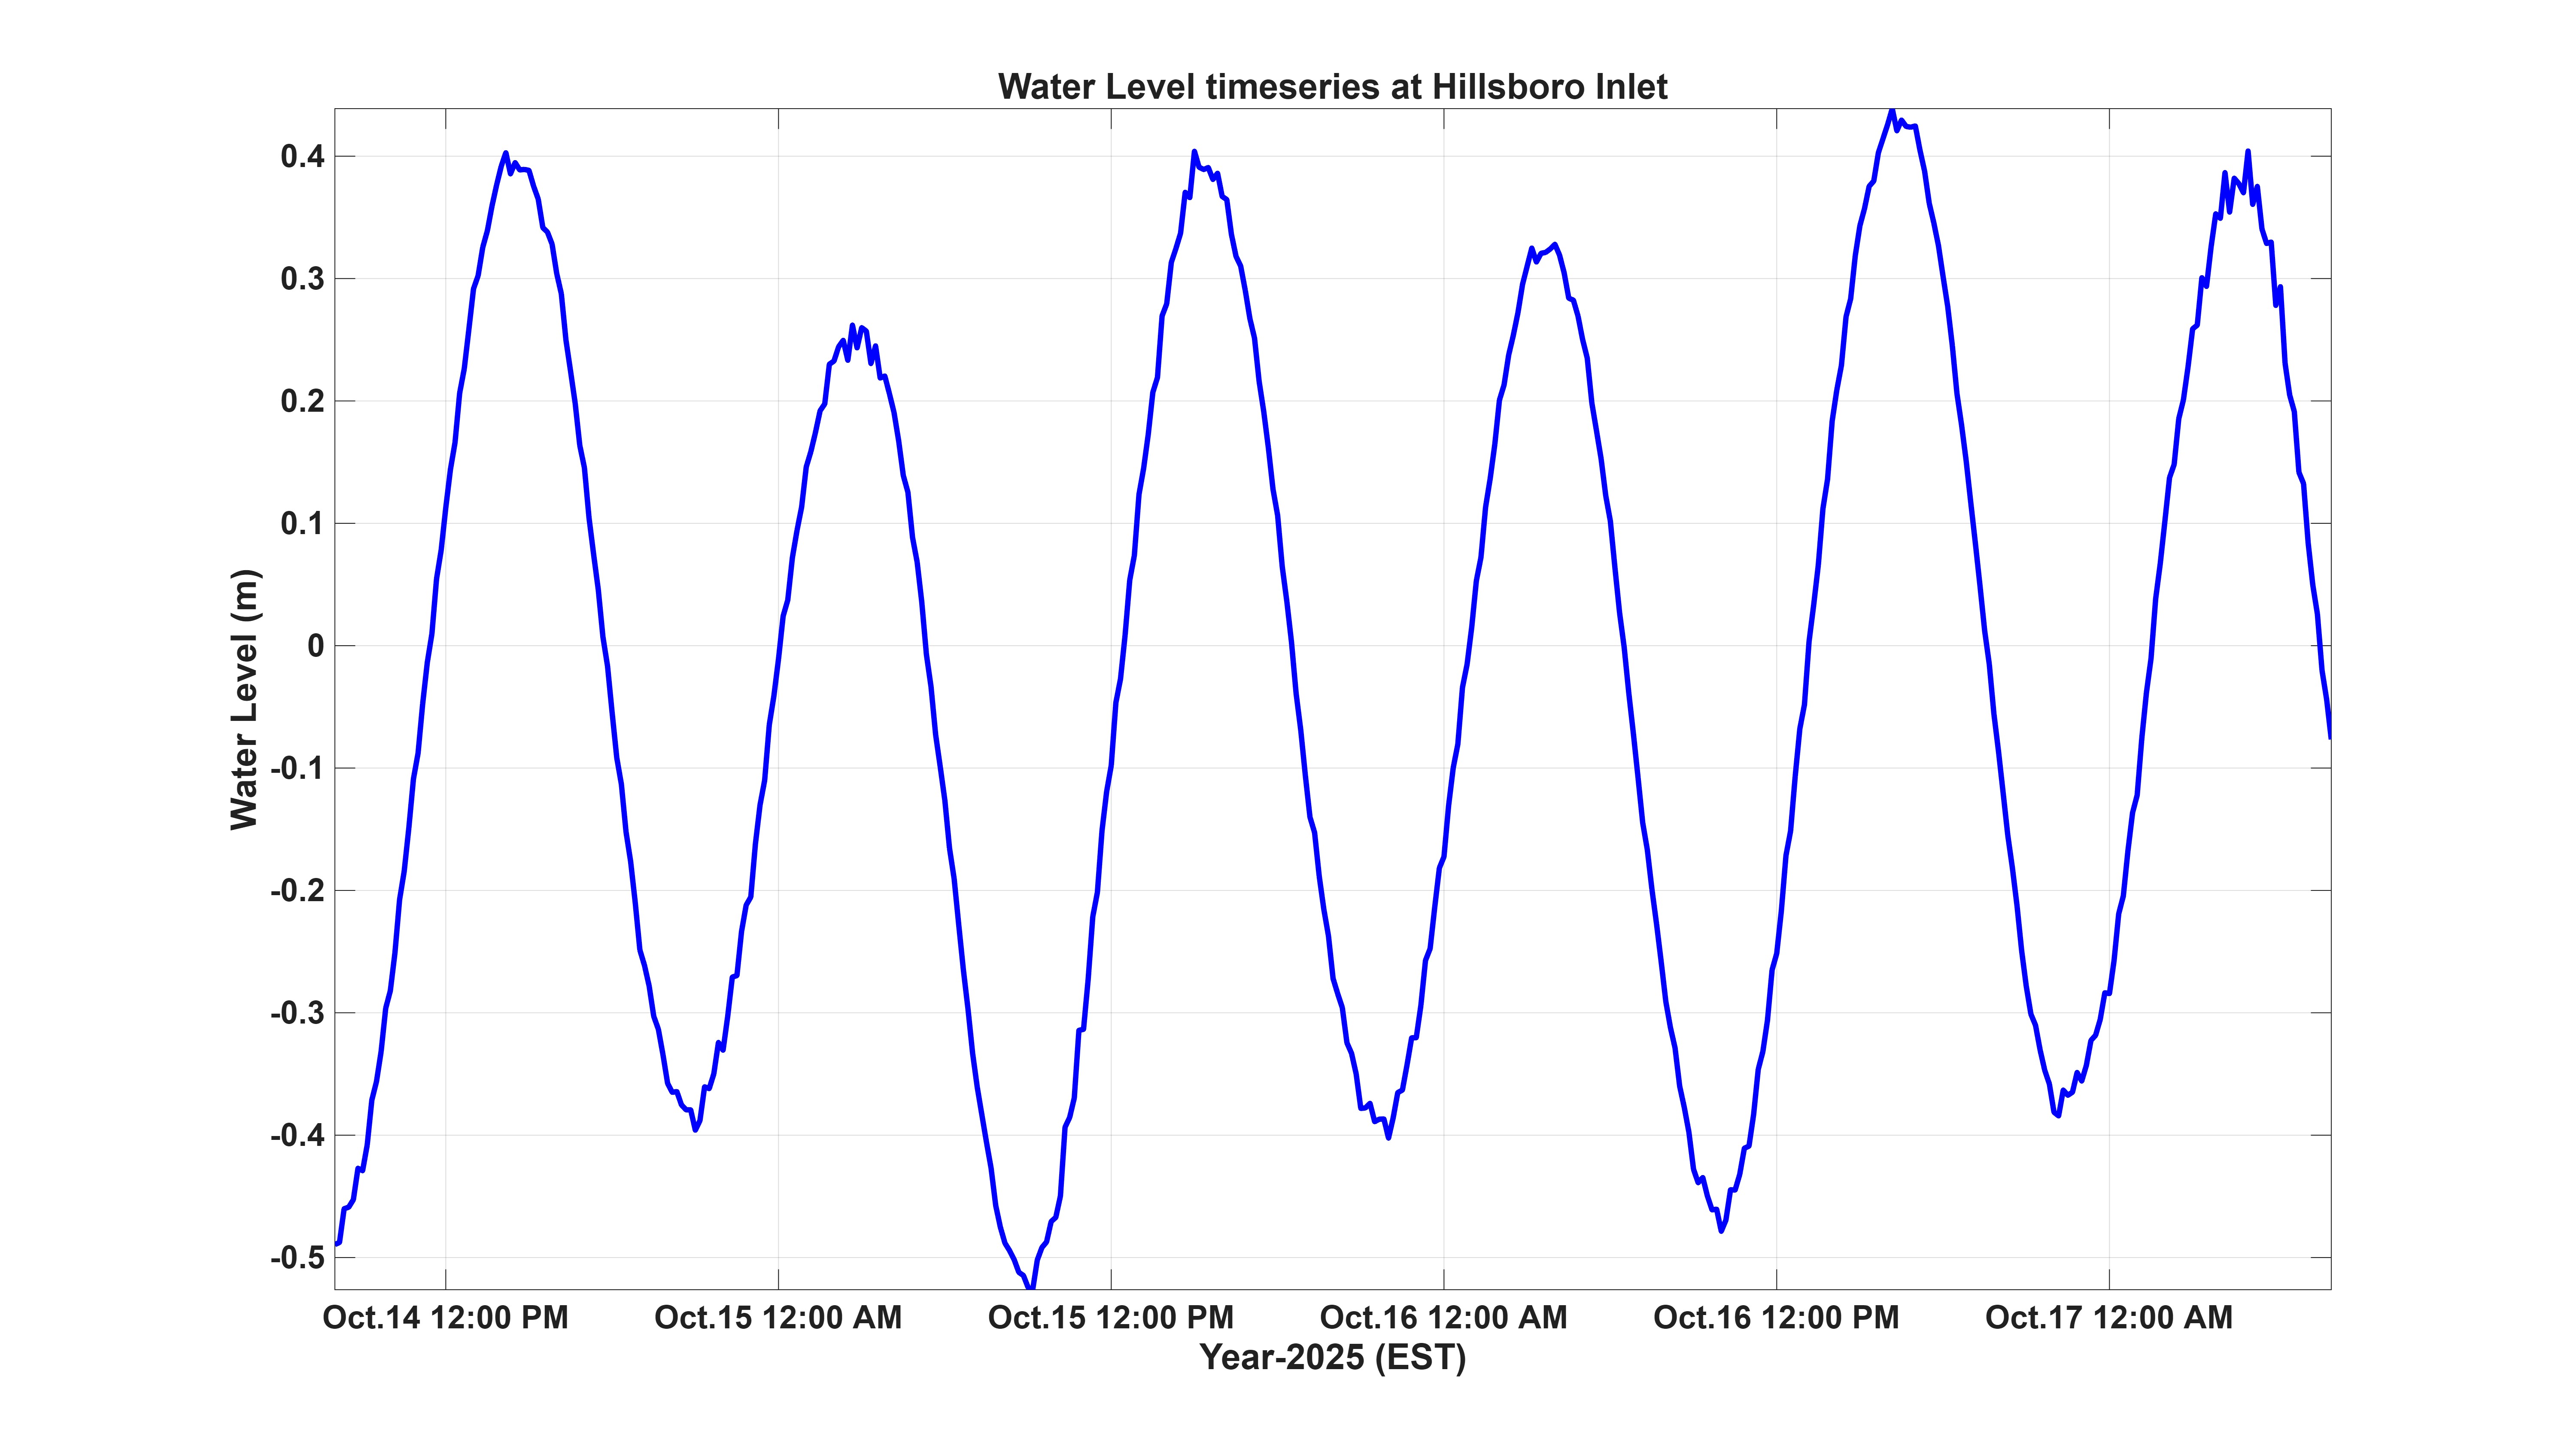 Water Level timeseries at Hillsboro Inlet
Water Level (m)
0.4
0.3
0.2
0.1
0
-0.1
-0.2
-0.3
-0.4
-0.5
Oct.14 12:00 PM
Oct.15 12:00 AM
Oct.15 12:00 PM
Oct.16 12:00 AM
Oct.16 12:00 PM
Oct.17 12:00 AM
Year-2025 (EST)